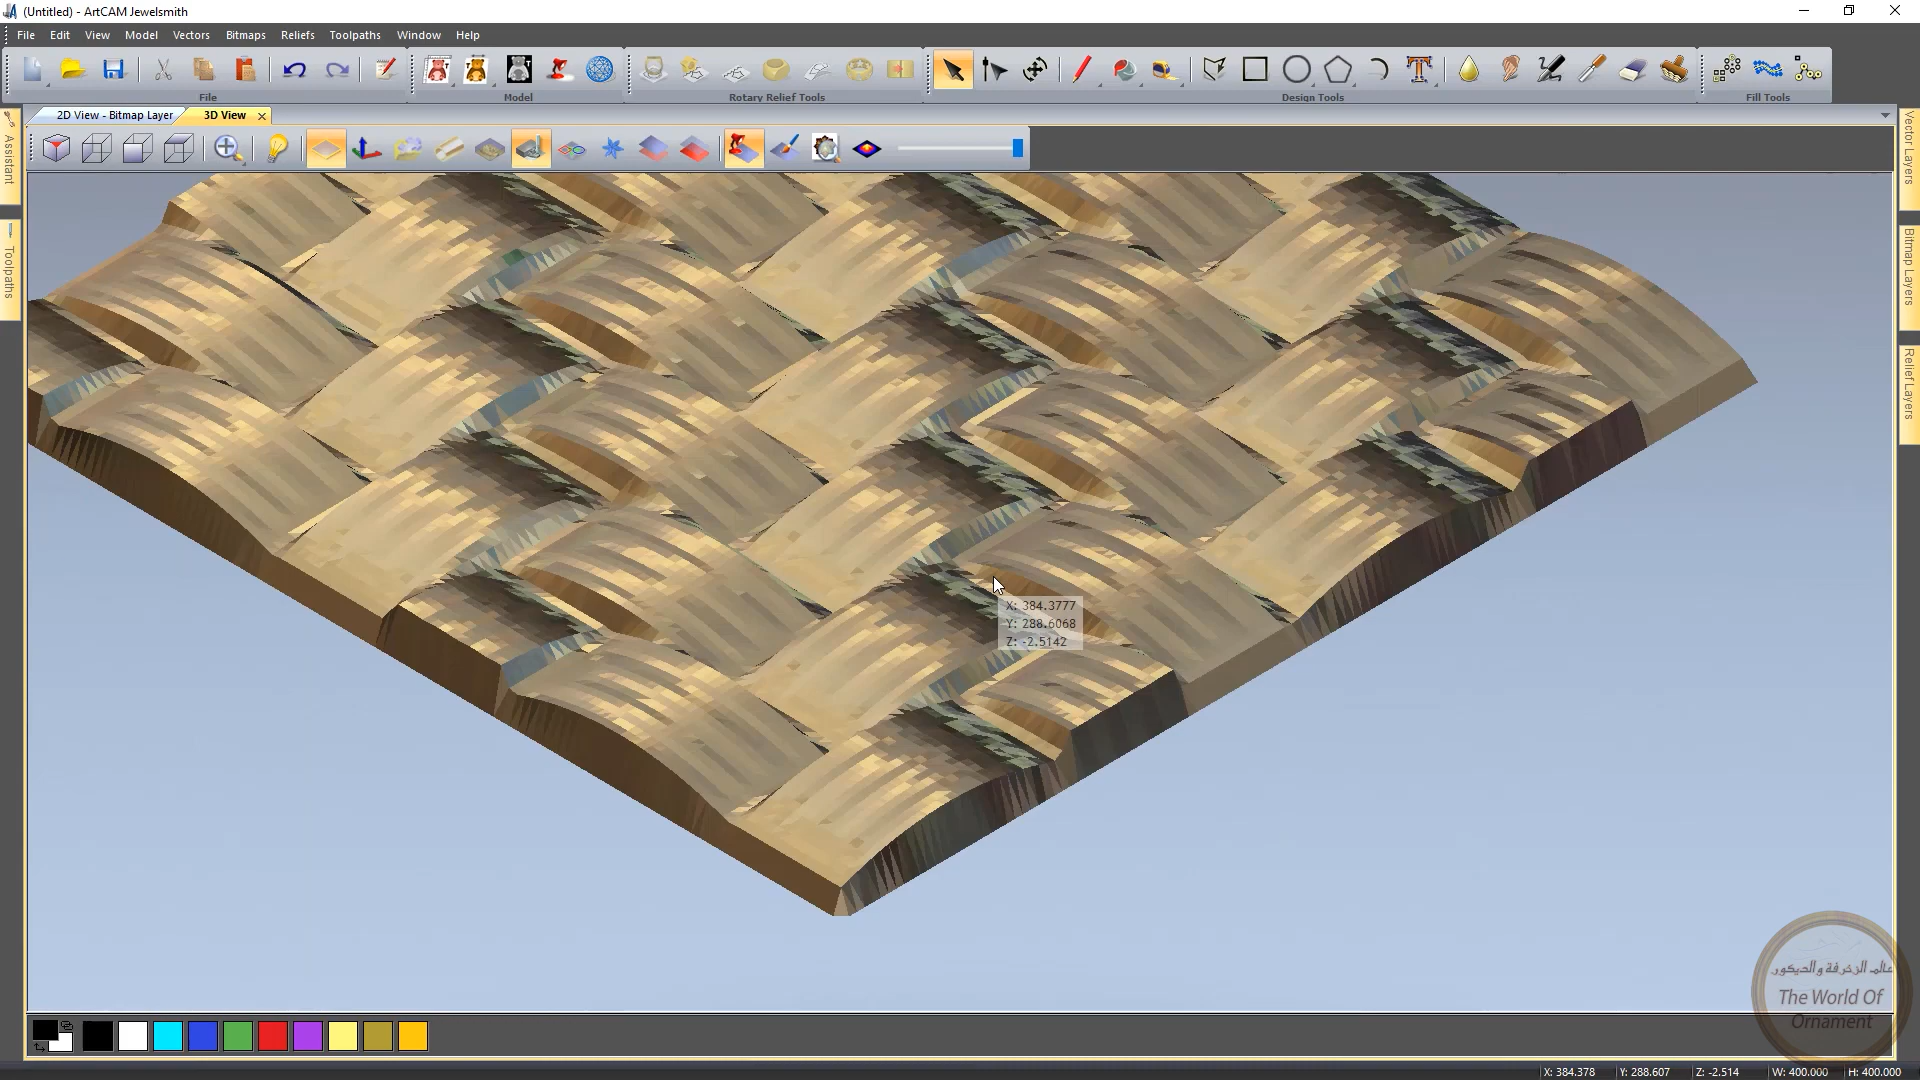 (Untitled) - ArtCAM Jewelsmith
File Edit View Model Vectors Bitmaps Reliefs Toolpaths Window Help
File Model Rotary Relief Tools Design Tools Fill Tools
2D View - Bitmap Layer 3D View
Assistant
Toolpaths
Vector Layers
Bitmap Layers
Relief Layers
X: 384.3777
Y: 288.6068
Z: -2.5142
عالم الزخرفة والديكور
The World Of
Ornament
X: 384.378 Y: 288.607 Z: -2.514 W: 400.000 H: 400.000